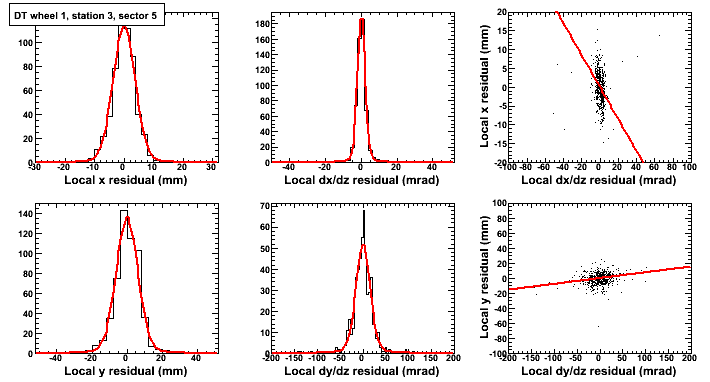 DT wheel 1, station 3, sector 5
0 20 40 60 80 100
-30 -20 -10 0 10 20 30
Local x residual (mm)
0 20 40 60 80 100 120 140 160 180
-40 -20 0 20 40
Local dx/dz residual (mrad)
Local x residual (mm)
-20 -15 -10 -5 0 5 10 15 20
-100 -80 -60 -40 -20 0 20 40 60 80 100
Local dx/dz residual (mrad)
0 20 40 60 80 100 120 140
-40 -20 0 20 40
Local y residual (mm)
0 10 20 30 40 50 60 70
-200 -150 -100 -50 0 50 100 150 200
Local dy/dz residual (mrad)
Local y residual (mm)
-100 -80 -60 -40 -20 0 20 40 60 80 100
-200 -150 -100 -50 0 50 100 150 200
Local dy/dz residual (mrad)